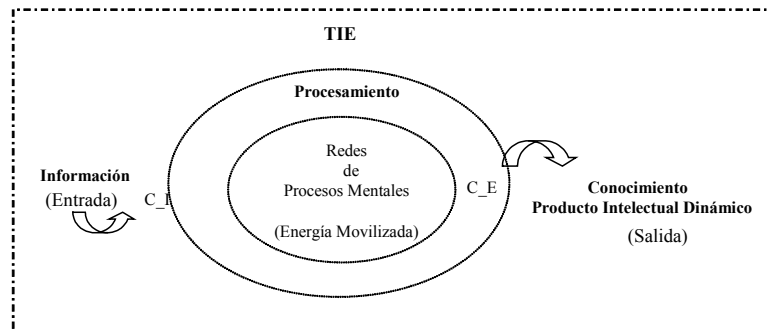 TIE
Procesamiento
Redes
de
Procesos Mentales
(Energía Movilizada)
Información
(Entrada)
C_I
C_E
Conocimiento
Producto Intelectual Dinámico
(Salida)